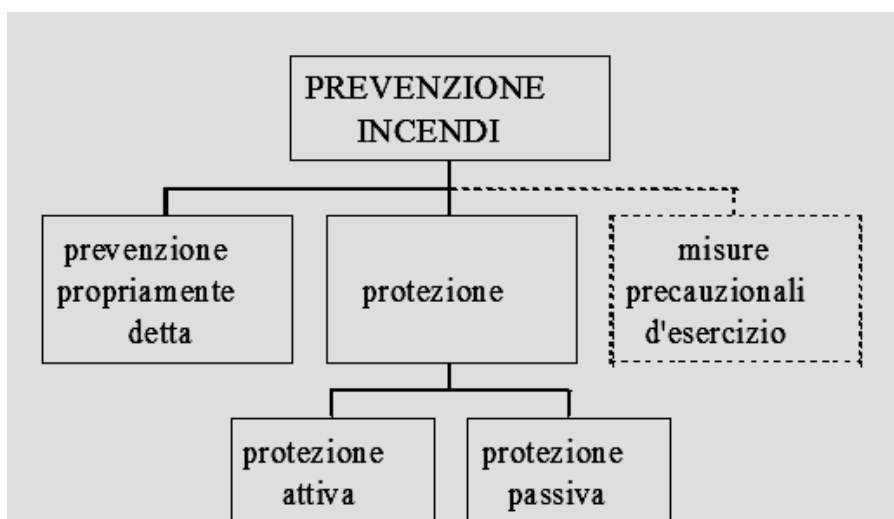 PREVENZIONE
INCENDI
prevenzione
propriamente
detta
protezione
misure
precauzionali
d'esercizio
protezione
attiva
protezione
passiva